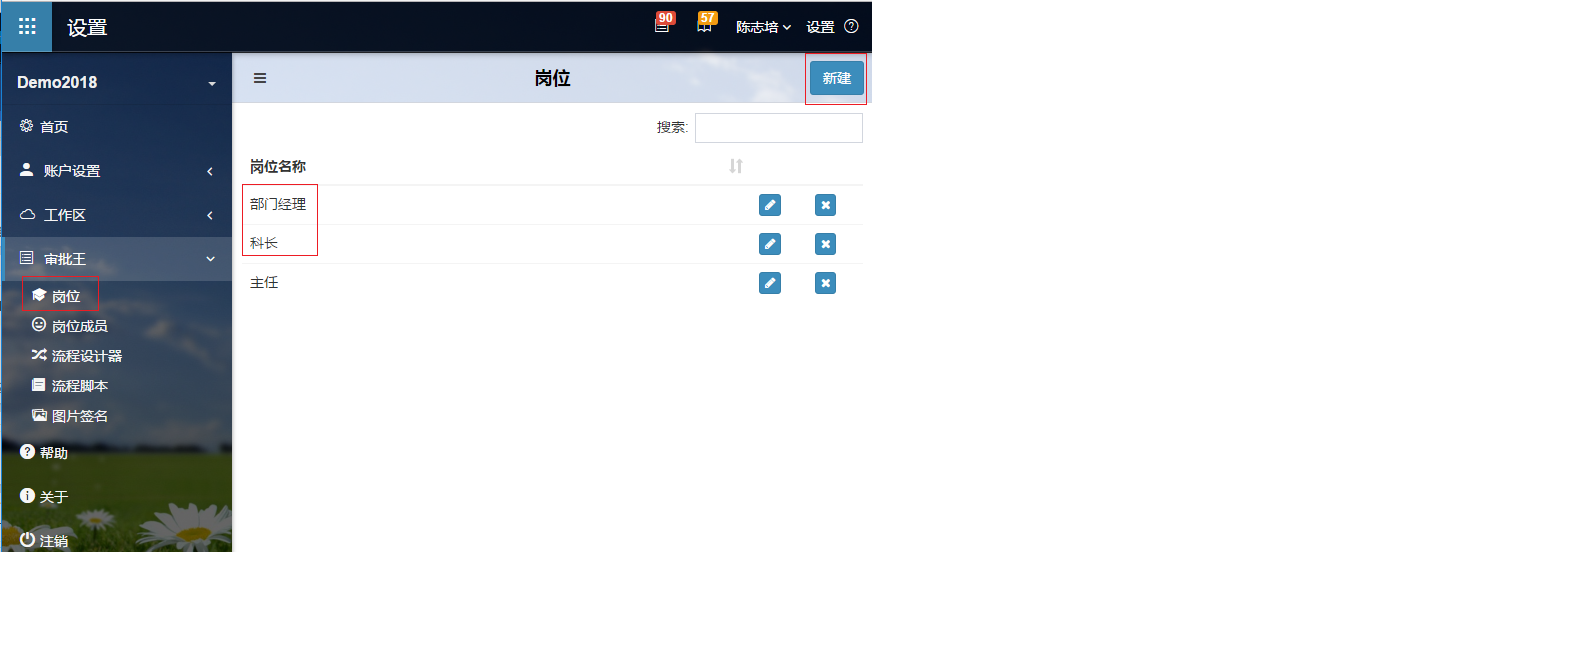 设置
90
57
陈志培
设置
Demo2018
首页
账户设置
工作区
审批王
岗位
岗位成员
流程设计器
流程脚本
图片签名
帮助
关于
注销
岗位
新建
搜索:
岗位名称
部门经理
科长
主任